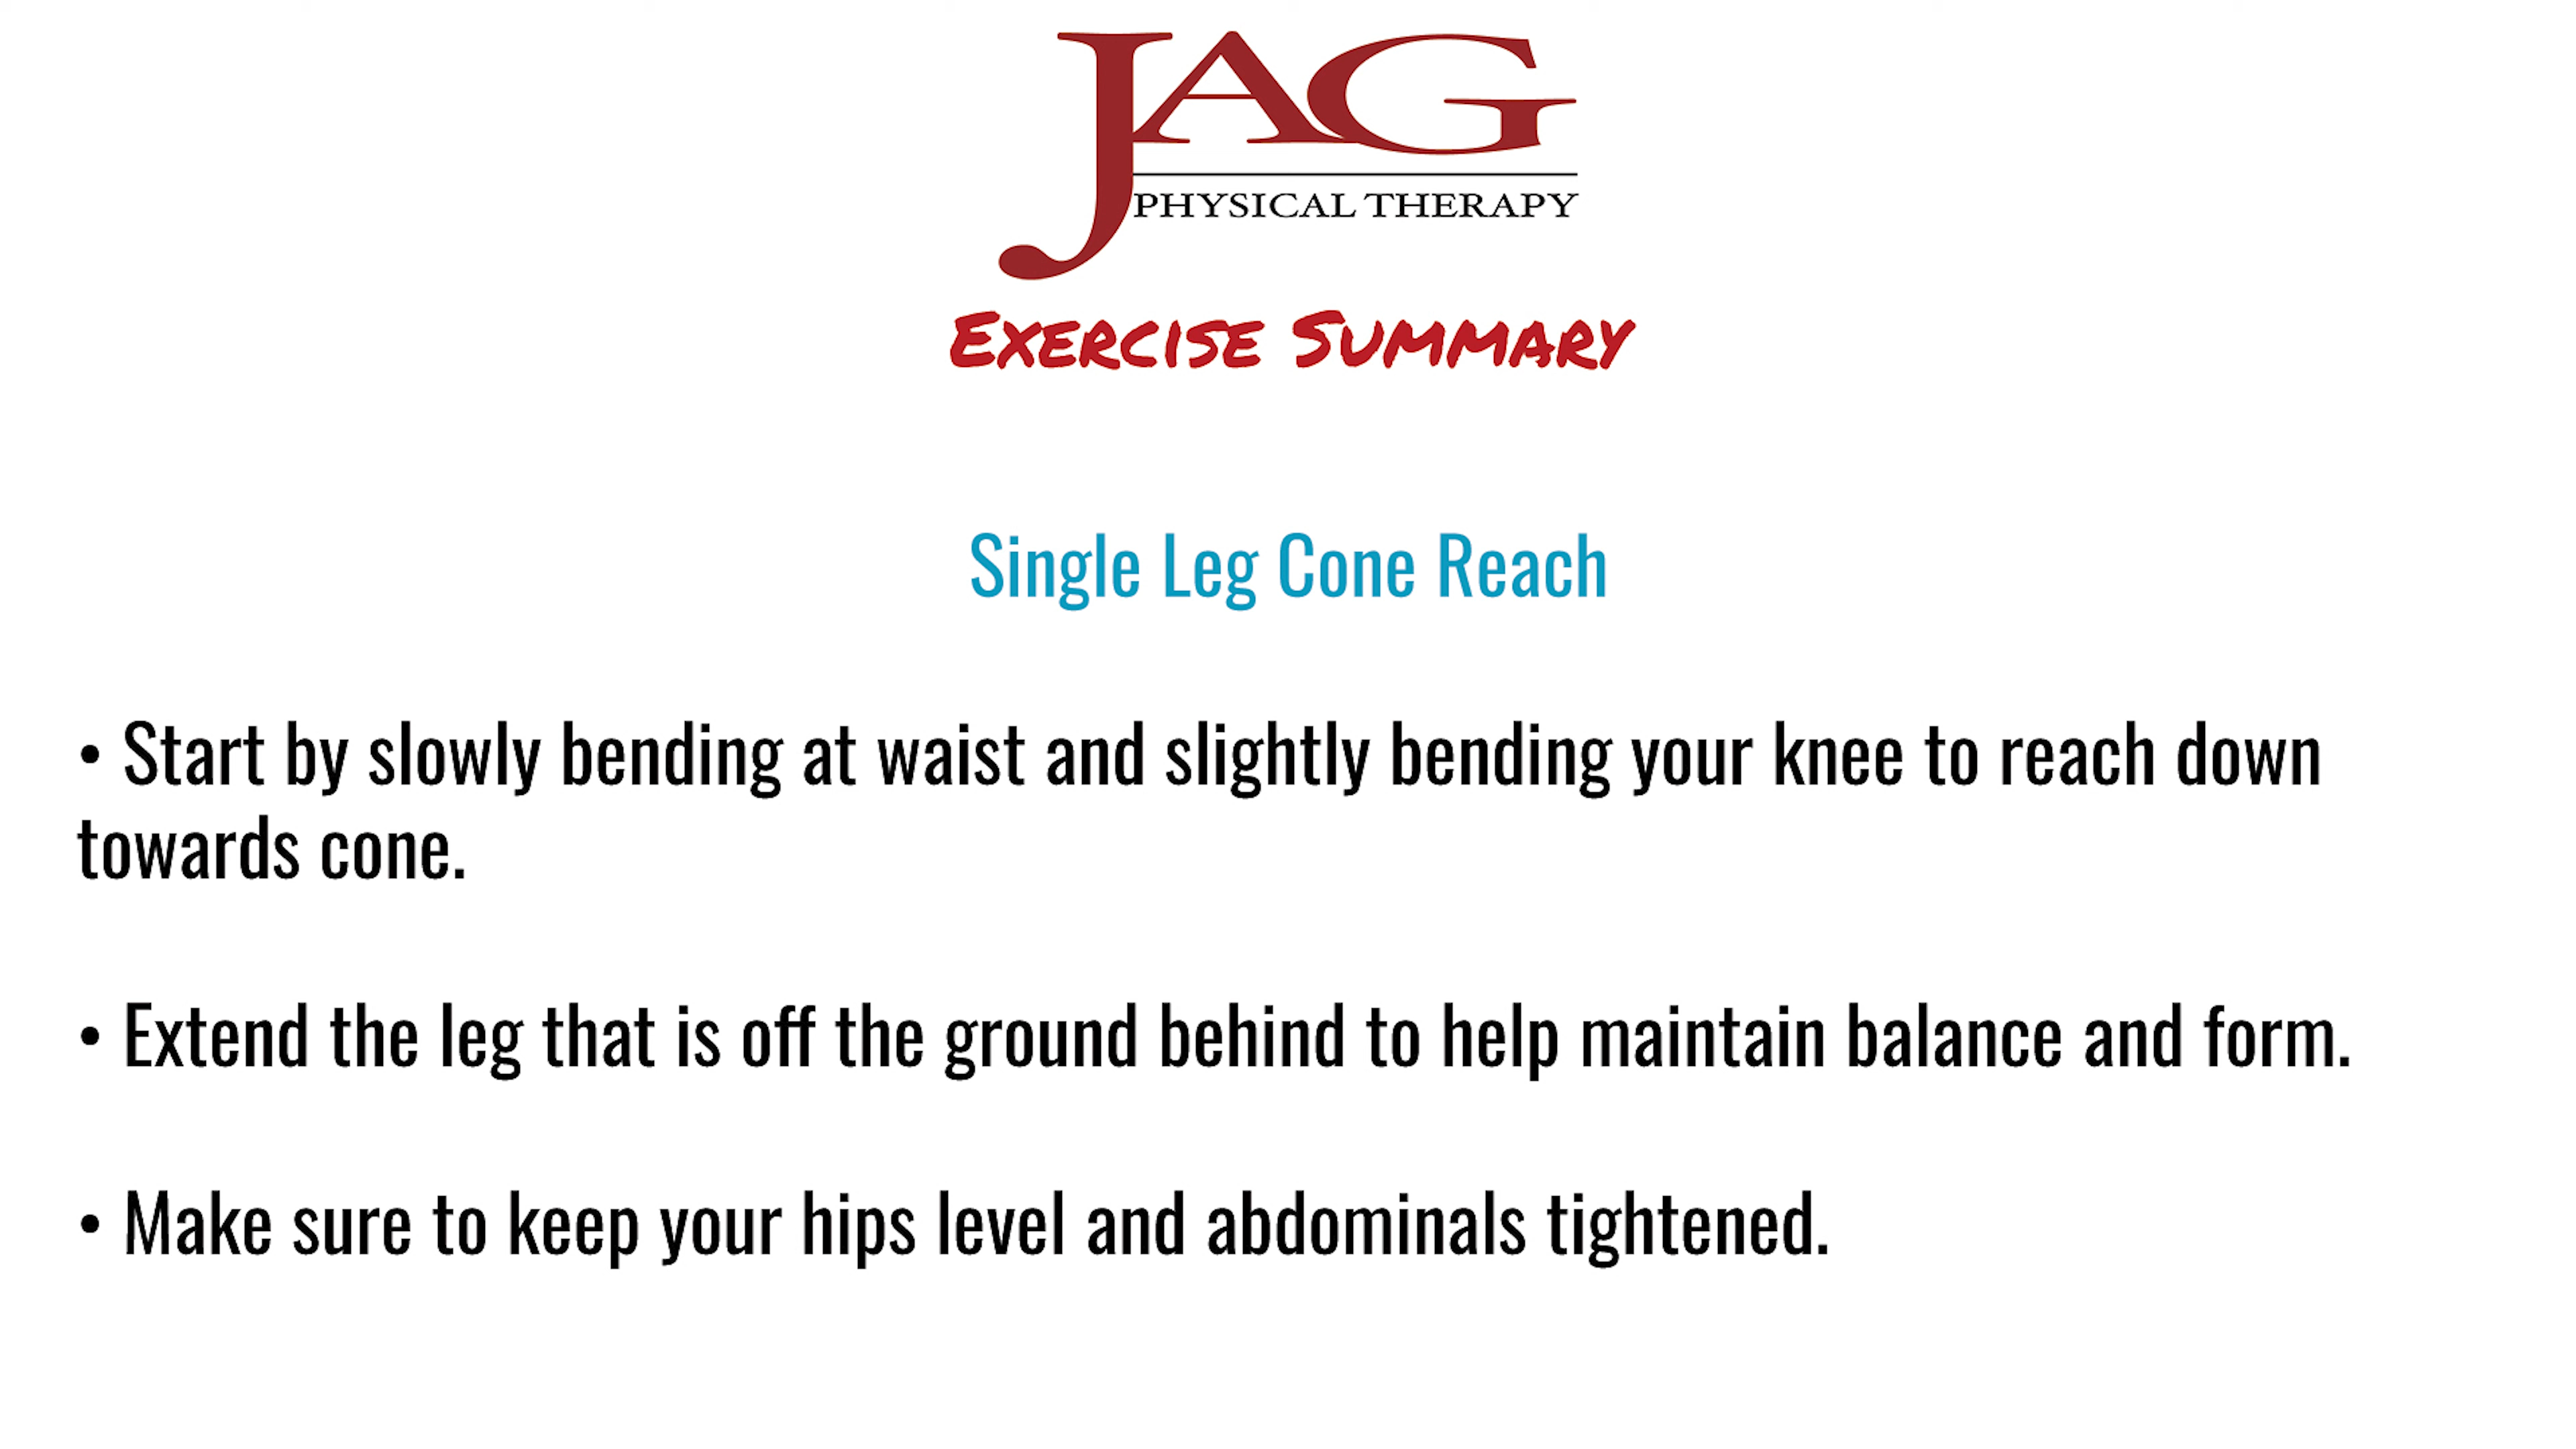 JAG
PHYSICAL THERAPY
EXERCISE SUMMARY
Single Leg Cone Reach
• Start by slowly bending at waist and slightly bending your knee to reach down
towards cone.
• Extend the leg that is off the ground behind to help maintain balance and form.
• Make sure to keep your hips level and abdominals tightened.